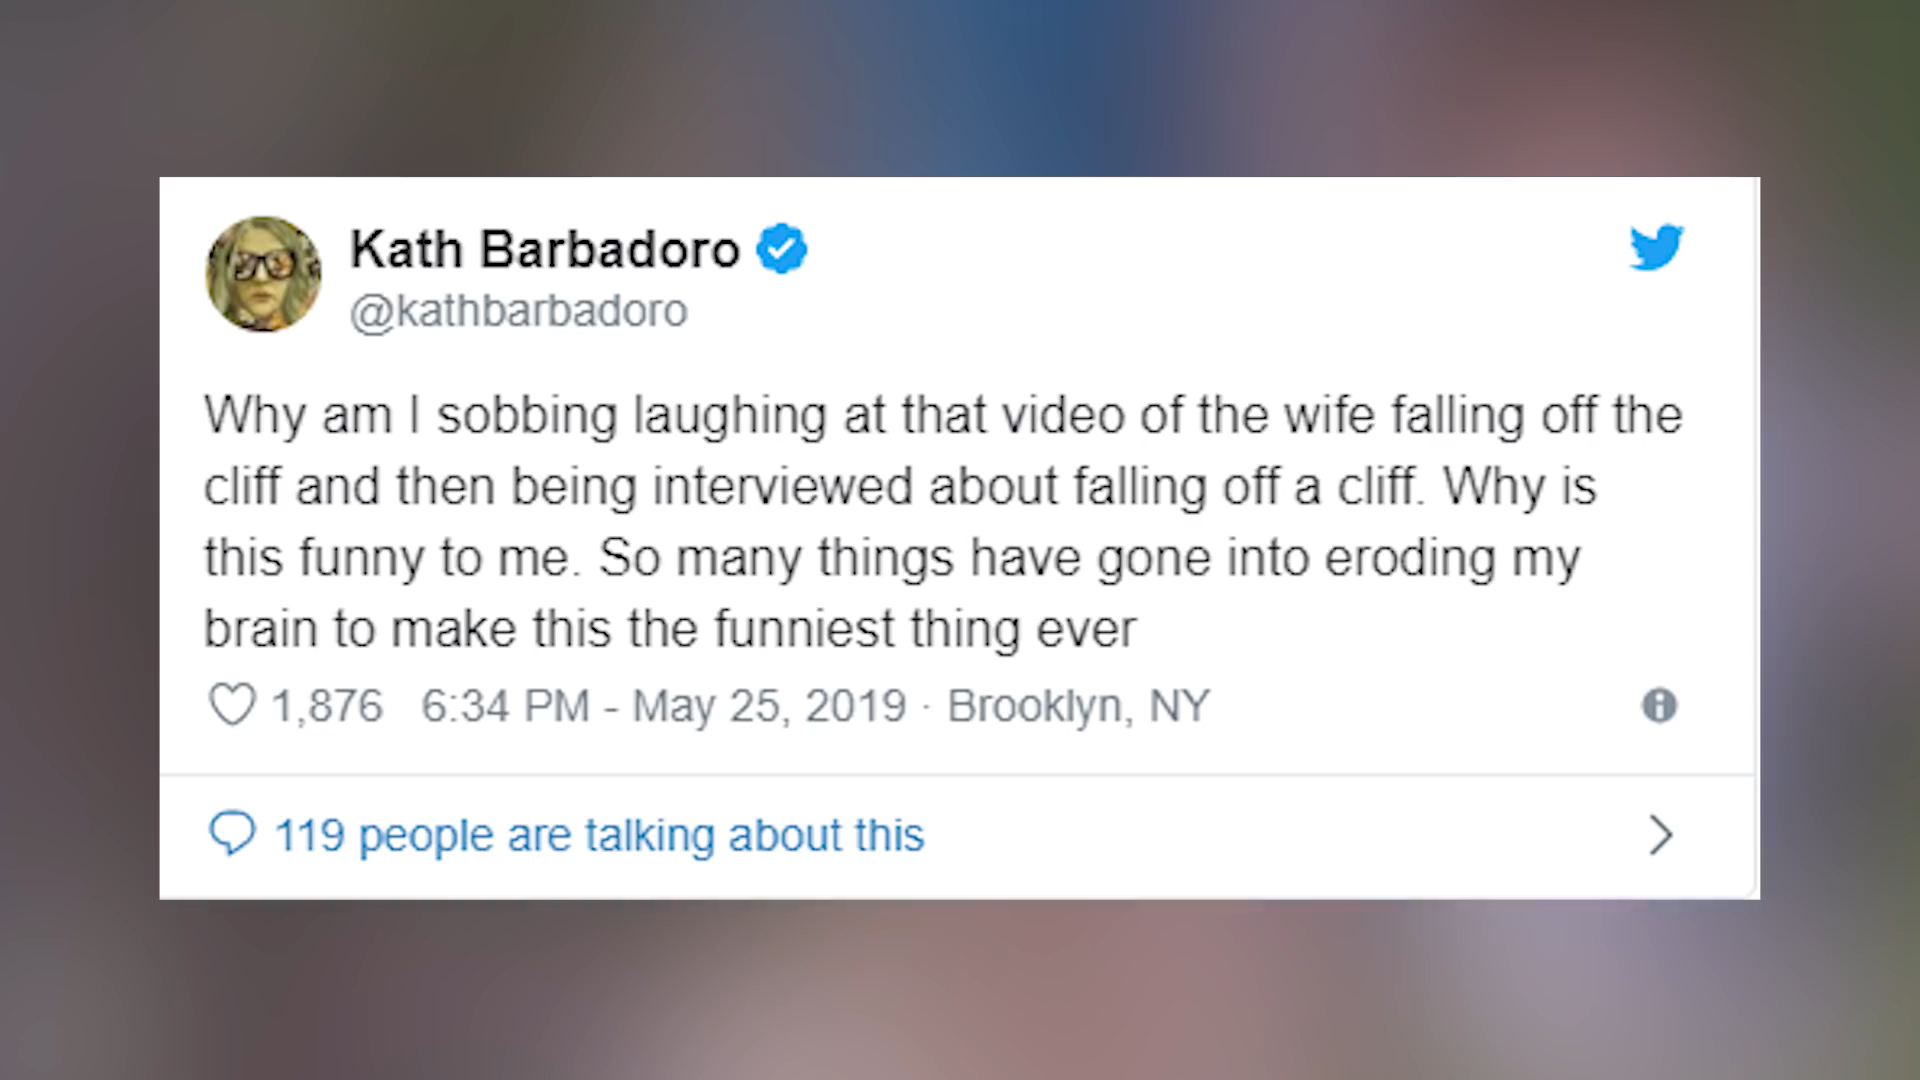 Kath Barbadoro
@kathbarbadoro
Why am I sobbing laughing at that video of the wife falling off the
cliff and then being interviewed about falling off a cliff. Why is
this funny to me. So many things have gone into eroding my
brain to make this the funniest thing ever
1,876 6:34 PM - May 25, 2019 · Brooklyn, NY
119 people are talking about this